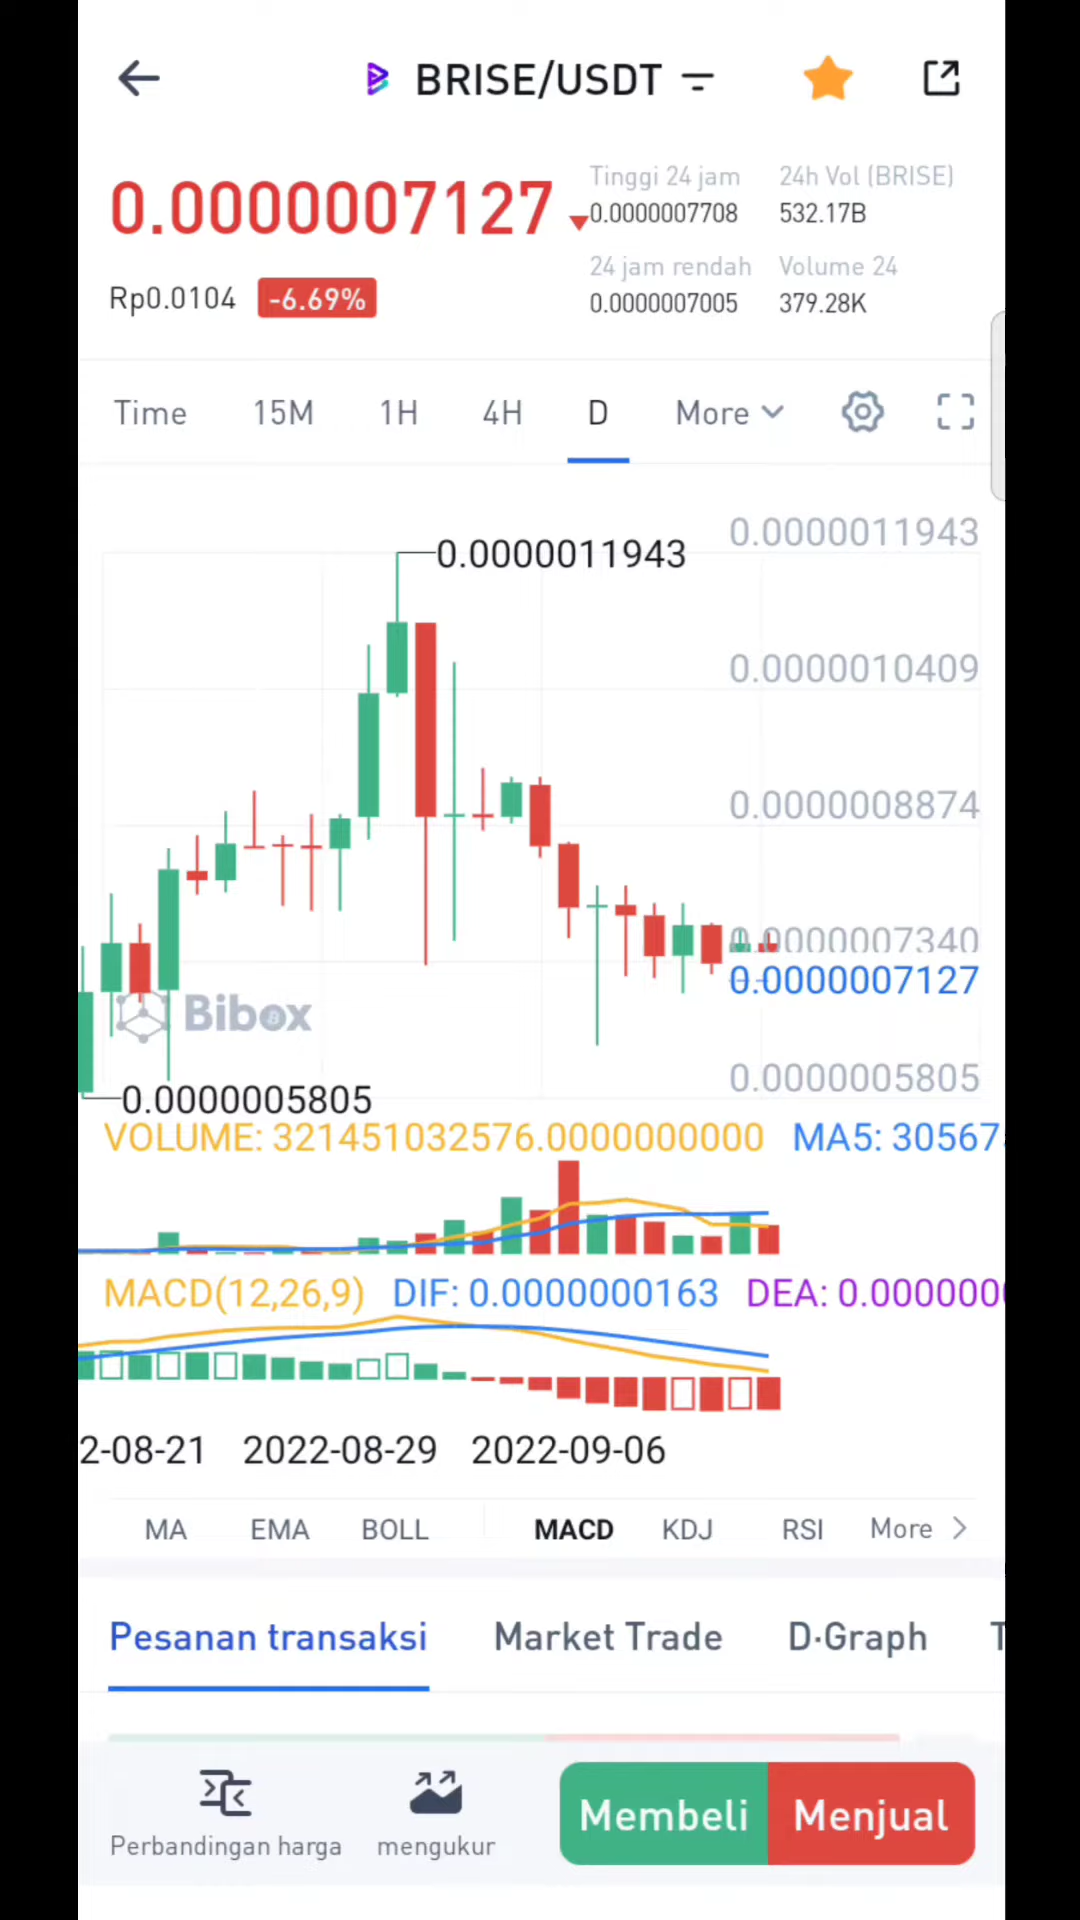 BRISE/USDT
0.0000007127
Tinggi 24 jam
0.0000007708
24h Vol (BRISE)
532.17B
Rp0.0104
-6.69%
24 jam rendah
0.0000007005
Volume 24
379.28K
Time 15M 1H 4H D More
0.0000011943
0.0000011943
0.0000010409
0.0000008874
0.0000007340
0.0000007127
Bibox
0.0000005805
0.0000005805
VOLUME: 321451032576.0000000000 MA5: 30567
MACD(12,26,9) DIF: 0.0000000163 DEA: 0.000000
2-08-21 2022-08-29 2022-09-06
MA EMA BOLL MACD KDJ RSI More
Pesanan transaksi Market Trade D·Graph T
Perbandingan harga
mengukur
Membeli
Menjual